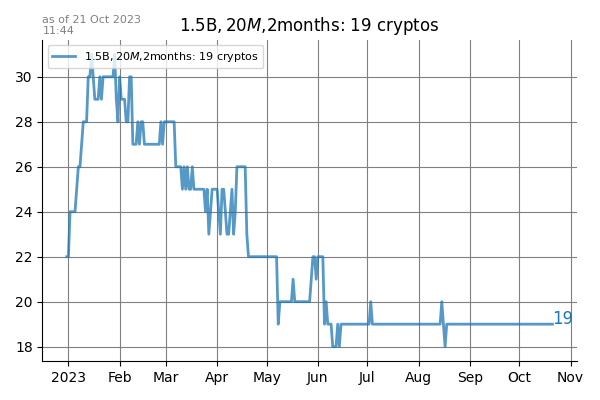 as of 21 Oct 2023
11:44
1.5B, 20M,2months: 19 cryptos
1.5B, 20M,2months: 19 cryptos
30
28
26
24
22
20
18
19
2023 Feb Mar Apr May Jun Jul Aug Sep Oct Nov